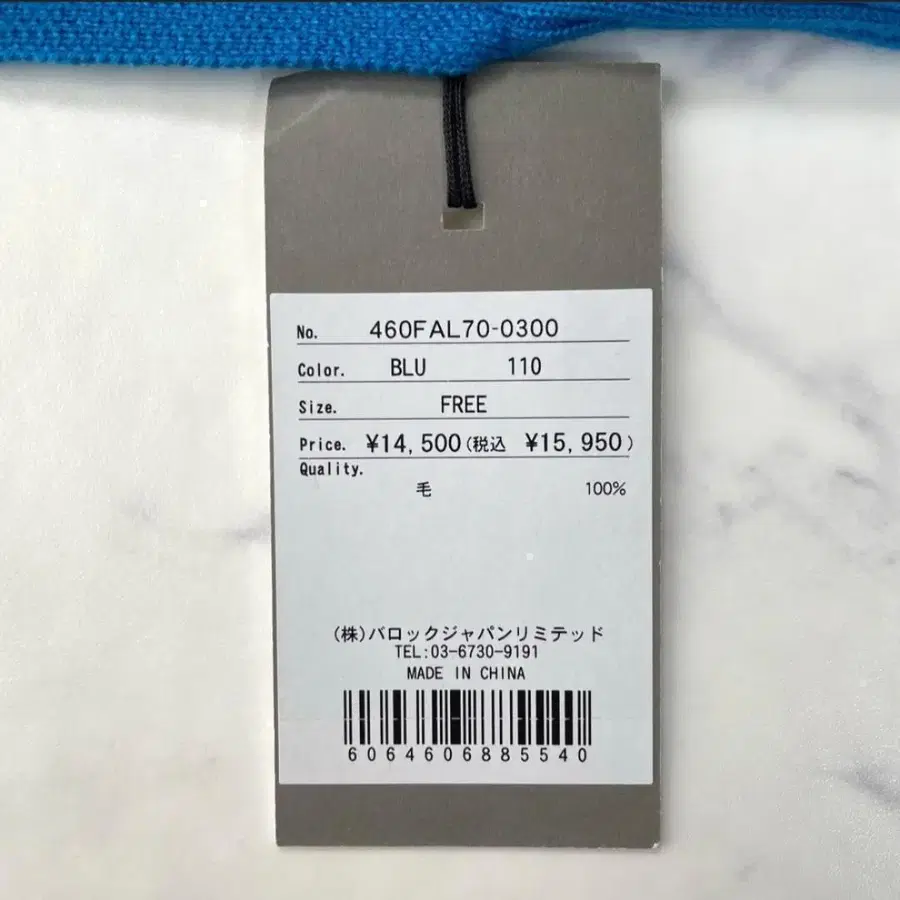 No. 460FAL70-0300
Color. BLU 110
Size. FREE
Price. ¥14,500(税込 ¥15,950)
Quality.
毛 100%
(株)バロックジャパンリミテッド
TEL:03-6730-9191
MADE IN CHINA
6064606885540